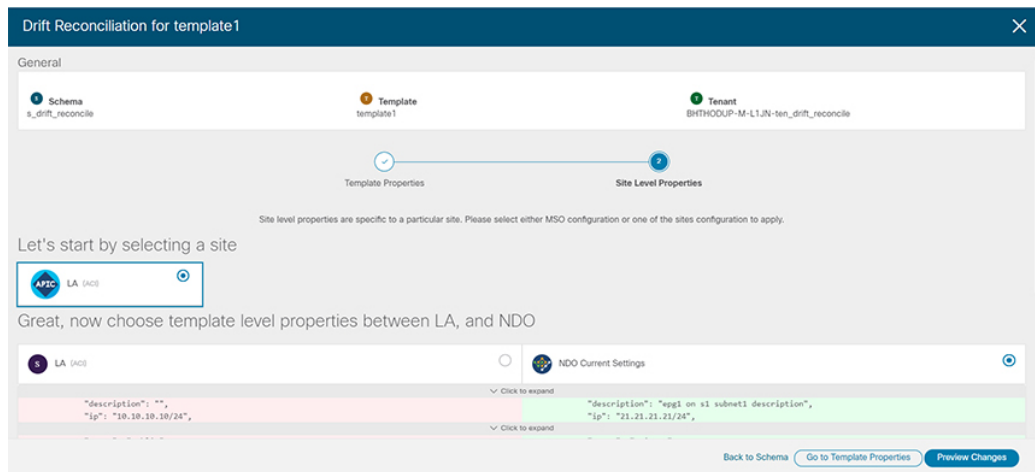 Drift Reconciliation for template1
General
S Schema
s_drift_reconcile
T Template
template1
T Tenant
BHTHODUP-M-L1JN-ten_drift_reconcile
2
Template Properties
Site Level Properties
Site level properties are specific to a particular site. Please select either MSO configuration or one of the sites configuration to apply.
Let's start by selecting a site
APIC LA (ACI)
Great, now choose template level properties between LA, and NDO
S LA (ACI)
NDO Current Settings
Click to expand
"description": "",
"ip": "10.10.10.10/24",
"description": "epg1 on s1 subnet1 description",
"ip": "21.21.21.21/24",
Click to expand
Back to Schema
Go to Template Properties
Preview Changes